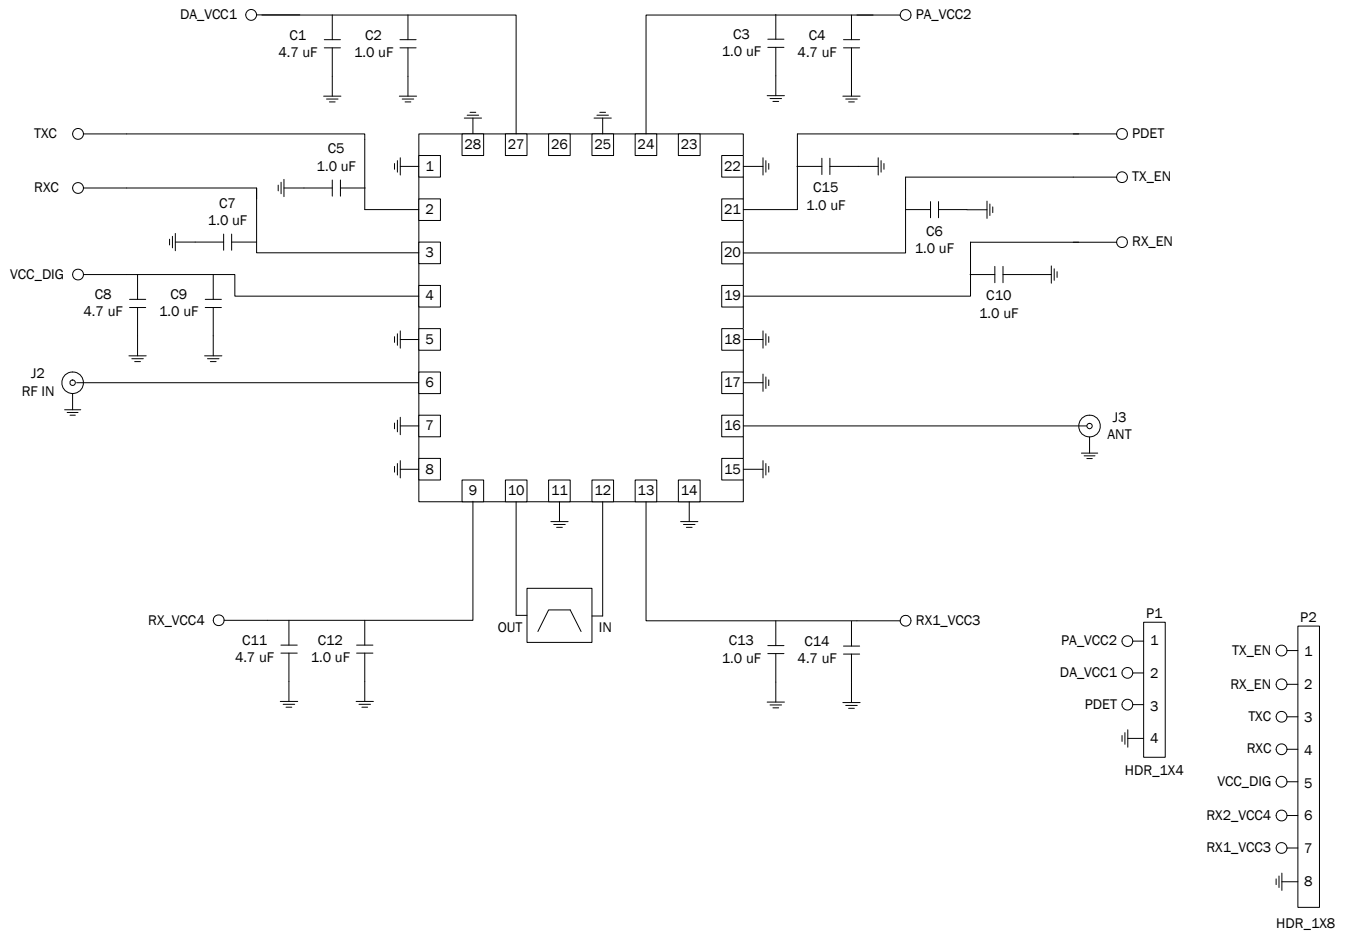 DA_VCC1
PA_VCC2
C1
4.7 uF
C2
1.0 uF
C3
1.0 uF
C4
4.7 uF
TXC
PDET
28
27
26
25
24
23
C5
1.0 uF
1
22
C15
1.0 uF
TX_EN
RXC
C7
1.0 uF
2
21
C6
1.0 uF
RX_EN
3
20
VCC_DIG
C8
4.7 uF
C9
1.0 uF
4
19
C10
1.0 uF
5
18
J2
RF IN
6
17
7
16
J3
ANT
8
15
9
10
11
12
13
14
RX_VCC4
C11
4.7 uF
C12
1.0 uF
OUT
IN
C13
1.0 uF
C14
4.7 uF
RX1_VCC3
P1
PA_VCC2
1
DA_VCC1
2
PDET
3
4
HDR_1X4
P2
TX_EN
1
RX_EN
2
TXC
3
RXC
4
VCC_DIG
5
RX2_VCC4
6
RX1_VCC3
7
8
HDR_1X8